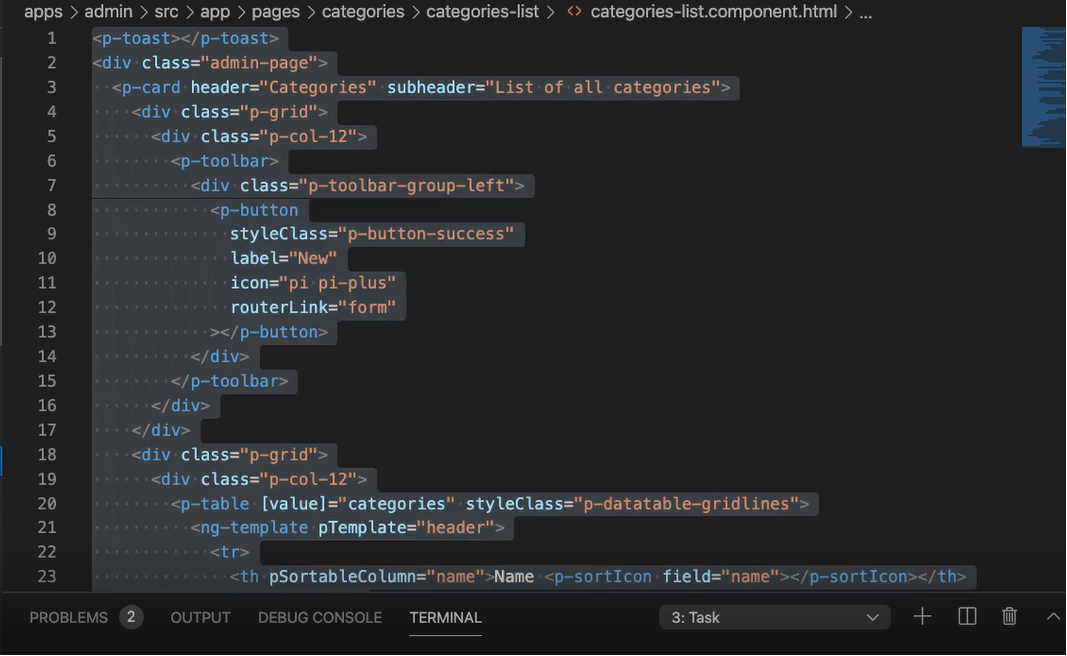 apps > admin > src > app > pages > categories > categories-list > <> categories-list.component.html > ...
1 <p-toast></p-toast>
2 <div class="admin-page">
3 <p-card header="Categories" subheader="List of all categories">
4 <div class="p-grid">
5 <div class="p-col-12">
6 <p-toolbar>
7 <div class="p-toolbar-group-left">
8 <p-button
9 styleClass="p-button-success"
10 label="New"
11 icon="pi pi-plus"
12 routerLink="form"
13 ></p-button>
14 </div>
15 </p-toolbar>
16 </div>
17 </div>
18 <div class="p-grid">
19 <div class="p-col-12">
20 <p-table [value]="categories" styleClass="p-datatable-gridlines">
21 <ng-template pTemplate="header">
22 <tr>
23 <th pSortableColumn="name">Name <p-sortIcon field="name"></p-sortIcon></th>
PROBLEMS 2 OUTPUT DEBUG CONSOLE TERMINAL 3: Task